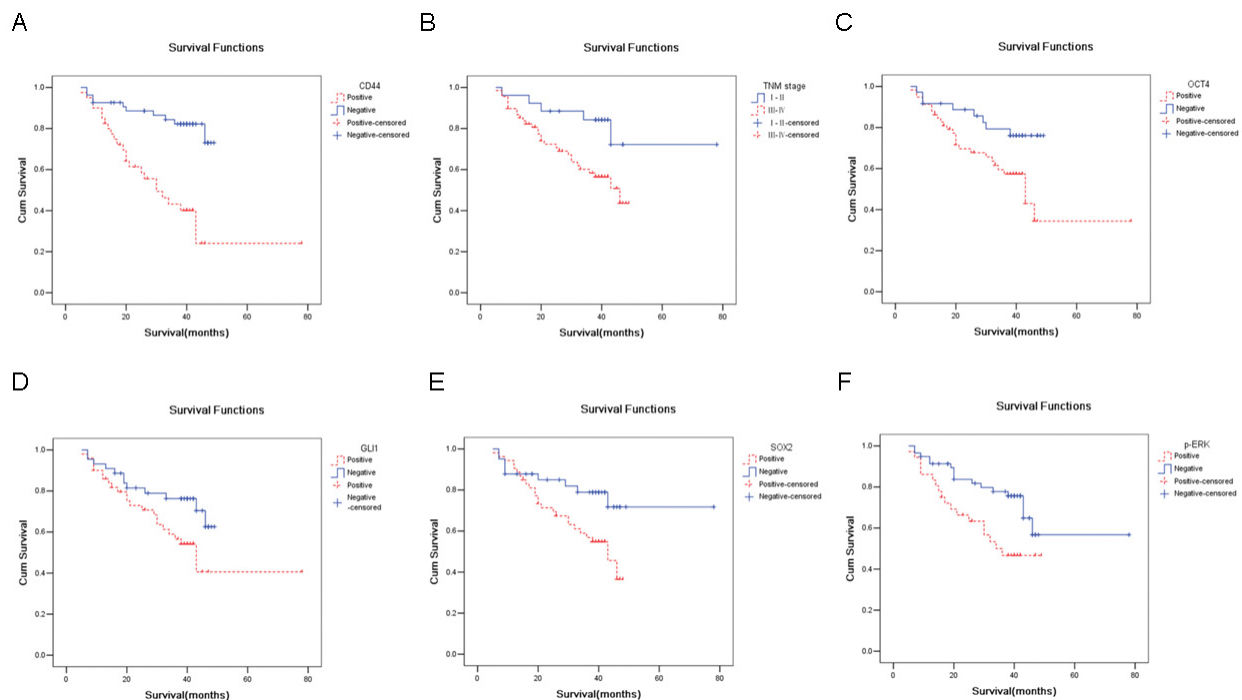 A
Survival Functions
CD44
Positive
Negative
Positive-censored
Negative-censored
Cum Survival
1.0
0.8
0.6
0.4
0.2
0.0
0 20 40 60 80
Survival(months)
B
Survival Functions
TNM stage
I - II
III-IV
I - II-censored
III-IV-censored
Cum Survival
1.0
0.8
0.6
0.4
0.2
0.0
0 20 40 60 80
Survival(months)
C
Survival Functions
OCT4
Positive
Negative
Positive-censored
Negative-censored
Cum Survival
1.0
0.8
0.6
0.4
0.2
0.0
0 20 40 60 80
Survival(months)
D
Survival Functions
GLI1
Positive
Negative
Positive
Negative
-censored
Cum Survival
1.0
0.8
0.6
0.4
0.2
0.0
0 20 40 60 80
Survival(months)
E
Survival Functions
SOX2
Positive
Negative
Positive-censored
Negative-censored
Cum Survival
1.0
0.8
0.6
0.4
0.2
0.0
0 20 40 60 80
Survival(months)
F
Survival Functions
p-ERK
Positive
Negative
Positive-censored
Negative-censored
Cum Survival
1.0
0.8
0.6
0.4
0.2
0.0
0 20 40 60 80
Survival(months)